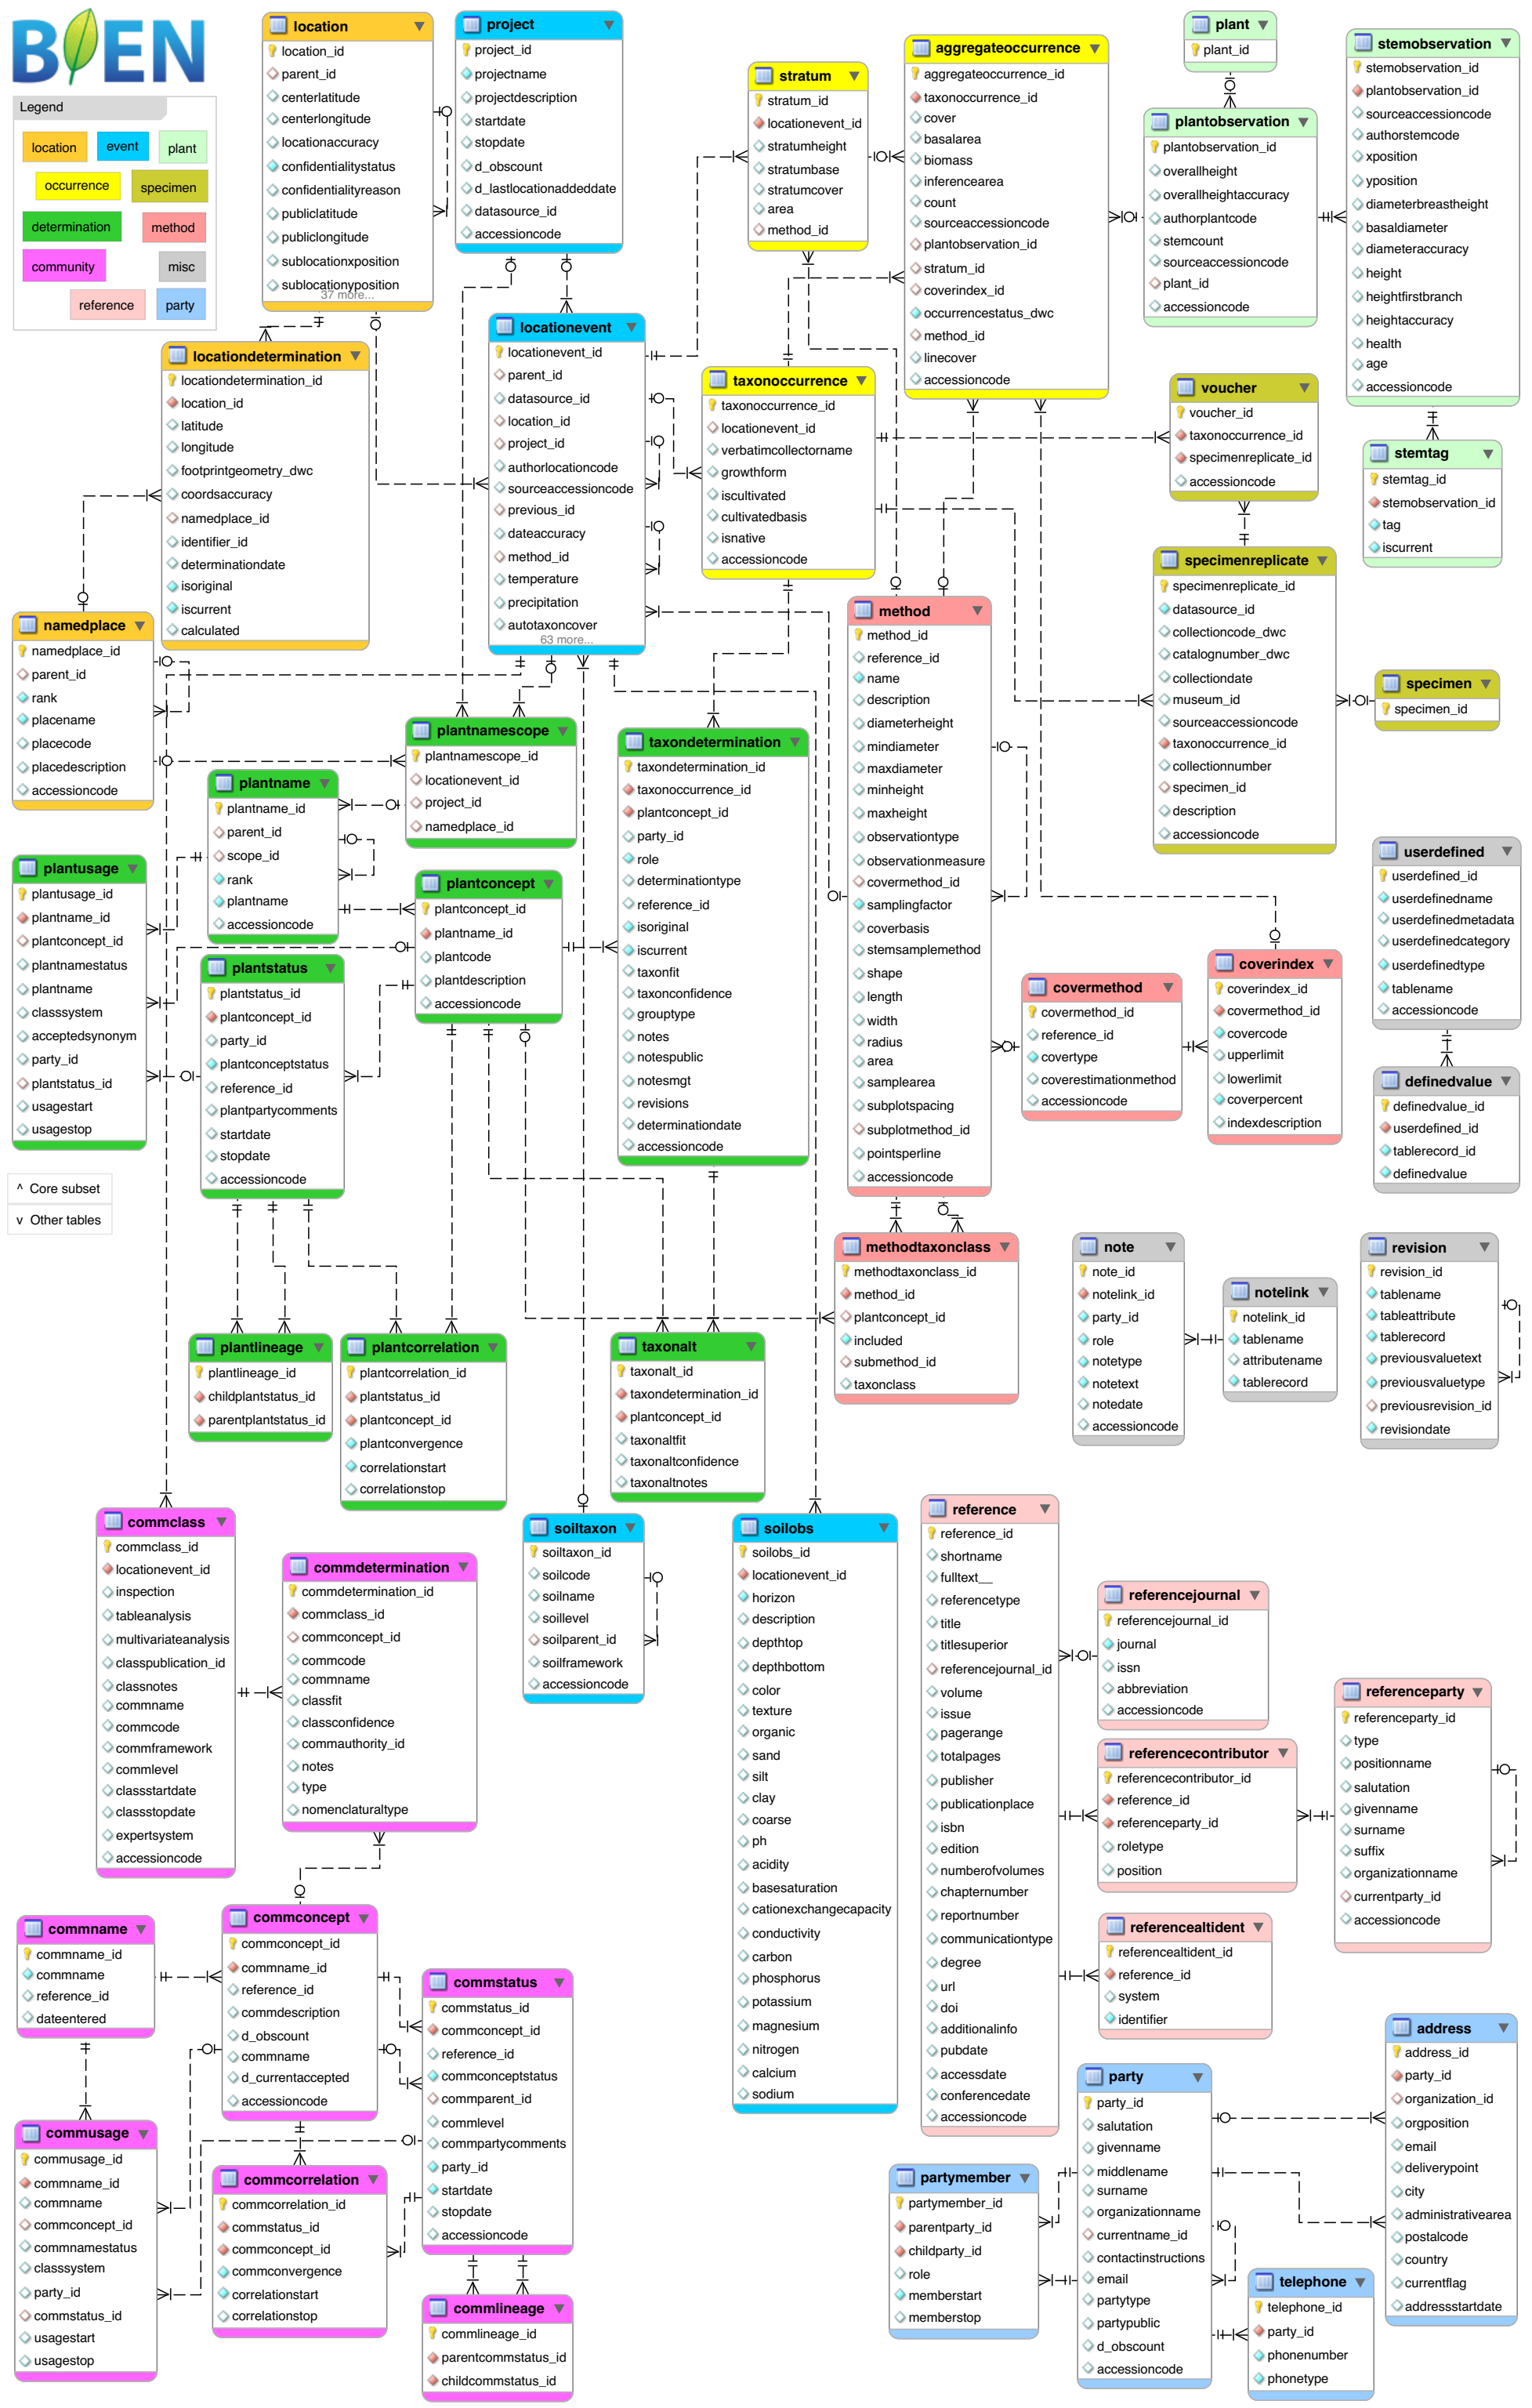 BIEN
Legend
location
event
plant
occurrence
specimen
determination
method
community
misc
reference
party
location
location_id
parent_id
centerlatitude
centerlongitude
locationaccuracy
confidentialitystatus
confidentialityreason
publiclatitude
publiclongitude
sublocationxposition
sublocationyposition
37 more...
project
project_id
projectname
projectdescription
startdate
stopdate
d_obscount
d_lastlocationaddeddate
datasource_id
accessioncode
stratum
stratum_id
locationevent_id
stratumheight
stratumbase
stratumcover
area
method_id
aggregateoccurrence
aggregateoccurrence_id
taxonoccurrence_id
cover
basalarea
biomass
inferencearea
count
sourceaccessioncode
plantobservation_id
stratum_id
coverindex_id
occurrencestatus_dwc
method_id
linecover
accessioncode
plant
plant_id
plantobservation
plantobservation_id
overallheight
overallheightaccuracy
authorplantcode
stemcount
sourceaccessioncode
plant_id
accessioncode
stemobservation
stemobservation_id
plantobservation_id
sourceaccessioncode
authorstemcode
xposition
yposition
diameterbreastheight
basaldiameter
diameteraccuracy
height
heightfirstbranch
heightaccuracy
health
age
accessioncode
locationdetermination
locationdetermination_id
location_id
latitude
longitude
footprintgeometry_dwc
coordsaccuracy
namedplace_id
identifier_id
determinationdate
isoriginal
iscurrent
calculated
locationevent
locationevent_id
parent_id
datasource_id
location_id
project_id
authorlocationcode
sourceaccessioncode
previous_id
dateaccuracy
method_id
temperature
precipitation
autotaxoncover
63 more...
taxonoccurrence
taxonoccurrence_id
locationevent_id
verbatimcollectorname
growthform
iscultivated
cultivatedbasis
isnative
accessioncode
voucher
voucher_id
taxonoccurrence_id
specimenreplicate_id
accessioncode
stemtag
stemtag_id
stemobservation_id
tag
iscurrent
specimenreplicate
specimenreplicate_id
datasource_id
collectioncode_dwc
catalognumber_dwc
collectiondate
museum_id
sourceaccessioncode
taxonoccurrence_id
collectionnumber
specimen_id
description
accessioncode
specimen
specimen_id
namedplace
namedplace_id
parent_id
rank
placename
placecode
placedescription
accessioncode
method
method_id
reference_id
name
description
diameterheight
mindiameter
maxdiameter
minheight
maxheight
observationtype
observationmeasure
covermethod_id
samplingfactor
coverbasis
stemsamplemethod
shape
length
width
radius
area
samplearea
subplotspacing
subplotmethod_id
pointsperline
accessioncode
plantnamescope
plantnamescope_id
locationevent_id
project_id
namedplace_id
taxondetermination
taxondetermination_id
taxonoccurrence_id
plantconcept_id
party_id
role
determinationtype
reference_id
isoriginal
iscurrent
taxonfit
taxonconfidence
grouptype
notes
notespublic
notesmgt
revisions
determinationdate
accessioncode
plantname
plantname_id
parent_id
scope_id
rank
plantname
accessioncode
plantusage
plantusage_id
plantname_id
plantconcept_id
plantnamestatus
plantname
classsystem
acceptedsynonym
party_id
plantstatus_id
usagestart
usagestop
plantconcept
plantconcept_id
plantname_id
plantcode
plantdescription
accessioncode
plantstatus
plantstatus_id
plantconcept_id
party_id
plantconceptstatus
reference_id
plantpartycomments
startdate
stopdate
accessioncode
userdefined
userdefined_id
userdefinedname
userdefinedmetadata
userdefinedcategory
userdefinedtype
tablename
accessioncode
covermethod
covermethod_id
reference_id
covertype
coverestimationmethod
accessioncode
coverindex
coverindex_id
covermethod_id
covercode
upperlimit
lowerlimit
coverpercent
indexdescription
definedvalue
definedvalue_id
userdefined_id
tablerecord_id
definedvalue
^ Core subset
v Other tables
methodtaxonclass
methodtaxonclass_id
method_id
plantconcept_id
included
submethod_id
taxonclass
note
note_id
notelink_id
party_id
role
notetype
notetext
notedate
accessioncode
notelink
notelink_id
tablename
attributename
tablerecord
revision
revision_id
tablename
tableattribute
tablerecord
previousvaluetext
previousvaluetype
previousrevision_id
revisiondate
plantlineage
plantlineage_id
childplantstatus_id
parentplantstatus_id
plantcorrelation
plantcorrelation_id
plantstatus_id
plantconcept_id
plantconvergence
correlationstart
correlationstop
taxonalt
taxonalt_id
taxondetermination_id
plantconcept_id
taxonaltfit
taxonaltconfidence
taxonaltnotes
commclass
commclass_id
locationevent_id
inspection
tableanalysis
multivariateanalysis
classpublication_id
classnotes
commname
commcode
commframework
commlevel
classstartdate
classstopdate
expertsystem
accessioncode
commdetermination
commdetermination_id
commclass_id
commconcept_id
commcode
commname
classfit
classconfidence
commauthority_id
notes
type
nomenclaturaltype
soiltaxon
soiltaxon_id
soilcode
soilname
soillevel
soilparent_id
soilframework
accessioncode
soilobs
soilobs_id
locationevent_id
horizon
description
depthtop
depthbottom
color
texture
organic
sand
silt
clay
coarse
ph
acidity
basesaturation
cationexchangecapacity
conductivity
carbon
phosphorus
potassium
magnesium
nitrogen
calcium
sodium
reference
reference_id
shortname
fulltext__
referencetype
title
titlesuperior
referencejournal_id
volume
issue
pagerange
totalpages
publisher
publicationplace
isbn
edition
numberofvolumes
chapternumber
reportnumber
communicationtype
degree
url
doi
additionalinfo
pubdate
accessdate
conferencedate
accessioncode
referencejournal
referencejournal_id
journal
issn
abbreviation
accessioncode
referencecontributor
referencecontributor_id
reference_id
referenceparty_id
roletype
position
referenceparty
referenceparty_id
type
positionname
salutation
givenname
surname
suffix
organizationname
currentparty_id
accessioncode
referencealtident
referencealtident_id
reference_id
system
identifier
commname
commname_id
commname
reference_id
dateentered
commconcept
commconcept_id
commname_id
reference_id
commdescription
d_obscount
commname
d_currentaccepted
accessioncode
commstatus
commstatus_id
commconcept_id
reference_id
commconceptstatus
commparent_id
commlevel
commpartycomments
party_id
startdate
stopdate
accessioncode
commusage
commusage_id
commname_id
commname
commconcept_id
commnamestatus
classsystem
party_id
commstatus_id
usagestart
usagestop
commcorrelation
commcorrelation_id
commstatus_id
commconcept_id
commconvergence
correlationstart
correlationstop
commlineage
commlineage_id
parentcommstatus_id
childcommstatus_id
partymember
partymember_id
parentparty_id
childparty_id
role
memberstart
memberstop
party
party_id
salutation
givenname
middlename
surname
organizationname
currentname_id
contactinstructions
email
partytype
partypublic
d_obscount
accessioncode
address
address_id
party_id
organization_id
orgposition
email
deliverypoint
city
administrativearea
postalcode
country
currentflag
addressstartdate
telephone
telephone_id
party_id
phonenumber
phonetype